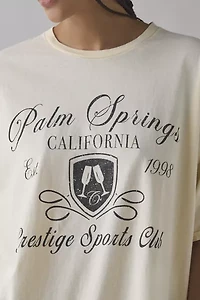 Palm Springs
CALIFORNIA
Est. 1998
C
Prestige Sports Club